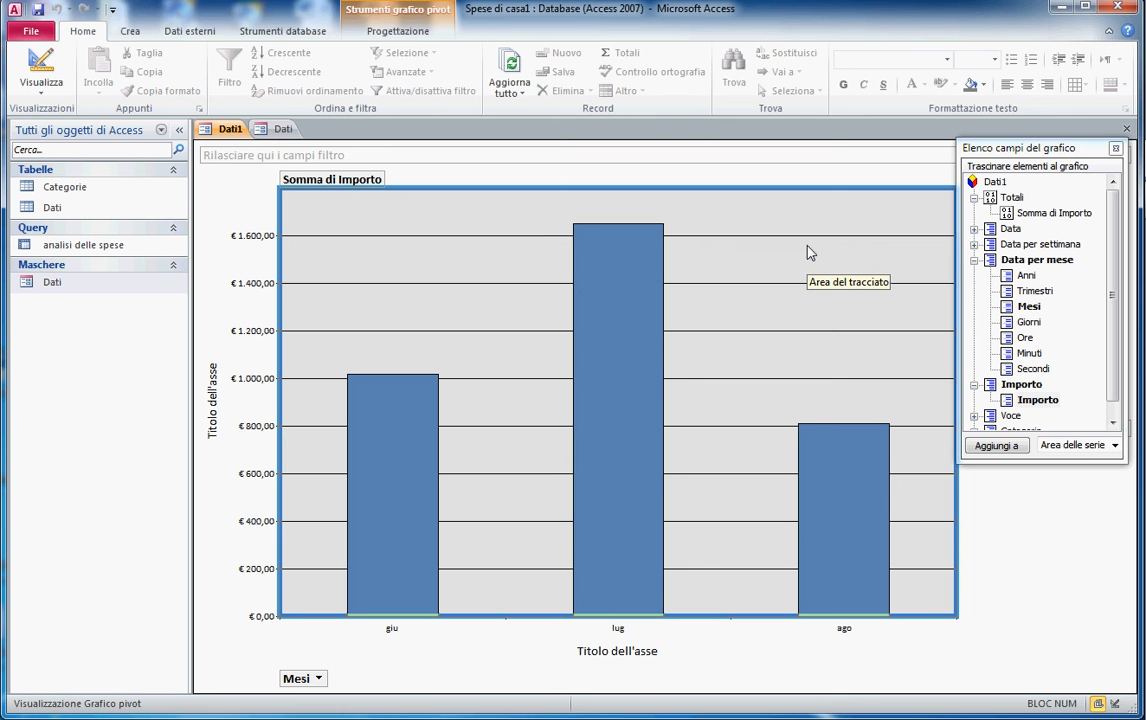 Strumenti grafico pivot
Spese di casa1 : Database (Access 2007) - Microsoft Access
File
Home
Crea
Dati esterni
Strumenti database
Progettazione
Visualizza
Incolla
Taglia
Copia
Copia formato
Filtro
Crescente
Decrescente
Rimuovi ordinamento
Selezione
Avanzate
Attiva/disattiva filtro
Aggiorna tutto
Nuovo
Salva
Elimina
Totali
Controllo ortografia
Altro
Trova
Sostituisci
Vai a
Seleziona
G C S
A
Visualizzazioni
Appunti
Ordina e filtra
Record
Trova
Formattazione testo
Tutti gli oggetti di Access
Cerca...
Tabelle
Categorie
Dati
Query
analisi delle spese
Maschere
Dati
Dati1
Dati
Rilasciare qui i campi filtro
Somma di Importo
€ 1.600,00
€ 1.400,00
€ 1.200,00
€ 1.000,00
€ 800,00
€ 600,00
€ 400,00
€ 200,00
€ 0,00
Titolo dell'asse
giu
lug
ago
Titolo dell'asse
Mesi
Area del tracciato
Elenco campi del grafico
Trascinare elementi al grafico
Dati1
Totali
Somma di Importo
Data
Data per settimana
Data per mese
Anni
Trimestri
Mesi
Giorni
Ore
Minuti
Secondi
Importo
Importo
Voce
Aggiungi a
Area delle serie
Visualizzazione Grafico pivot
BLOC NUM